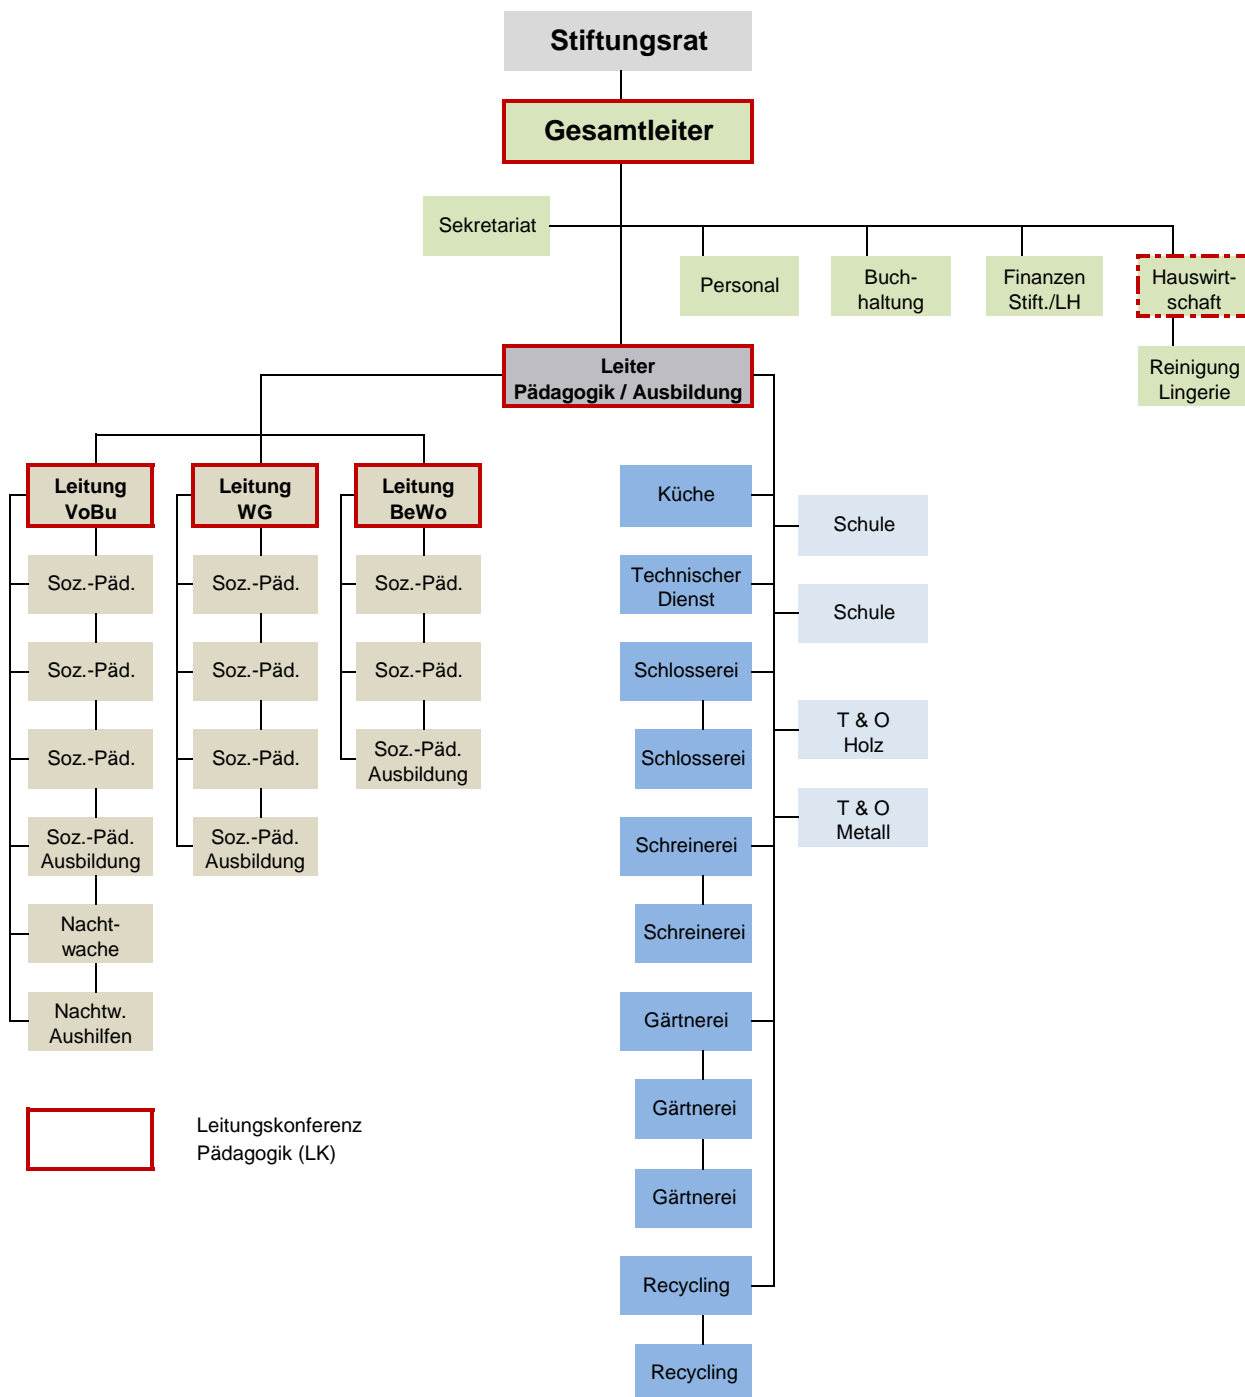 Stiftungsrat
Gesamtleiter
Sekretariat
Personal
Buch-
haltung
Finanzen
Stift./LH
Hauswirt-
schaft
Reinigung
Lingerie
Leiter
Pädagogik / Ausbildung
Leitung
VoBu
Soz.-Päd.
Soz.-Päd.
Soz.-Päd.
Soz.-Päd.
Ausbildung
Nacht-
wache
Nachtw.
Aushilfen
Leitung
WG
Soz.-Päd.
Soz.-Päd.
Soz.-Päd.
Soz.-Päd.
Ausbildung
Leitung
BeWo
Soz.-Päd.
Soz.-Päd.
Soz.-Päd.
Ausbildung
Küche
Technischer
Dienst
Schlosserei
Schlosserei
Schreinerei
Schreinerei
Gärtnerei
Gärtnerei
Gärtnerei
Recycling
Recycling
Schule
Schule
T & O
Holz
T & O
Metall
Leitungskonferenz
Pädagogik (LK)